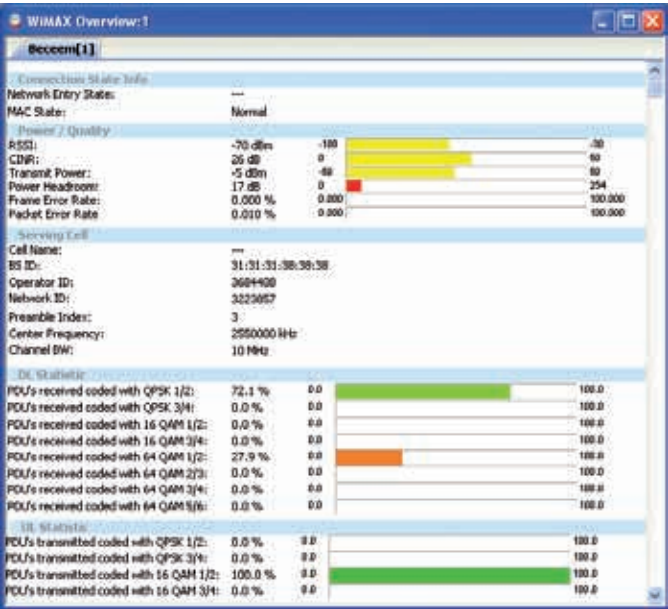 WiMAX Overview:1
Beceem[1]
Connection State Info
Network Entry State: ---
MAC State: Normal
Power / Quality
RSSI: -70 dBm -100 -30
CINR: 26 dB 0 60
Transmit Power: -5 dBm -60 60
Power Headroom: 17 dB 0 254
Frame Error Rate: 0.000 % 0.000 100.000
Packet Error Rate 0.010 % 0.000 100.000
Serving Cell
Cell Name: ---
BS ID: 31:31:31:38:38:38
Operator ID: 3684408
Network ID: 3223857
Preamble Index: 3
Center Frequency: 2550000 kHz
Channel BW: 10 MHz
DL Statistic
PDU's received coded with QPSK 1/2: 72.1 % 0.0 100.0
PDU's received coded with QPSK 3/4: 0.0 % 0.0 100.0
PDU's received coded with 16 QAM 1/2: 0.0 % 0.0 100.0
PDU's received coded with 16 QAM 3/4: 0.0 % 0.0 100.0
PDU's received coded with 64 QAM 1/2: 27.9 % 0.0 100.0
PDU's received coded with 64 QAM 2/3: 0.0 % 0.0 100.0
PDU's received coded with 64 QAM 3/4: 0.0 % 0.0 100.0
PDU's received coded with 64 QAM 5/6: 0.0 % 0.0 100.0
UL Statistic
PDU's transmitted coded with QPSK 1/2: 0.0 % 0.0 100.0
PDU's transmitted coded with QPSK 3/4: 0.0 % 0.0 100.0
PDU's transmitted coded with 16 QAM 1/2: 100.0 % 0.0 100.0
PDU's transmitted coded with 16 QAM 3/4: 0.0 % 0.0 100.0